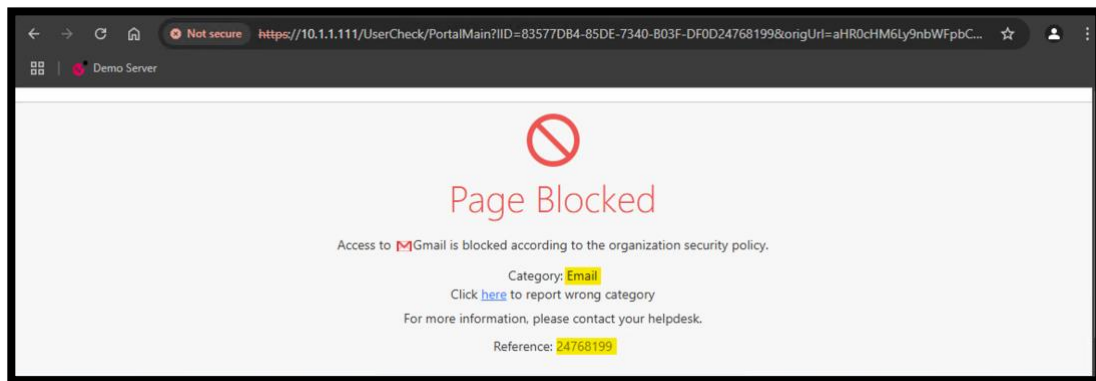 Not secure https://10.1.1.111/UserCheck/PortalMain?IID=83577DB4-85DE-7340-B03F-DF0D24768199&origUrl=aHR0cHM6Ly9nbWFpbC...
Demo Server
Page Blocked
Access to Gmail is blocked according to the organization security policy.
Category: Email
Click here to report wrong category
For more information, please contact your helpdesk.
Reference: 24768199